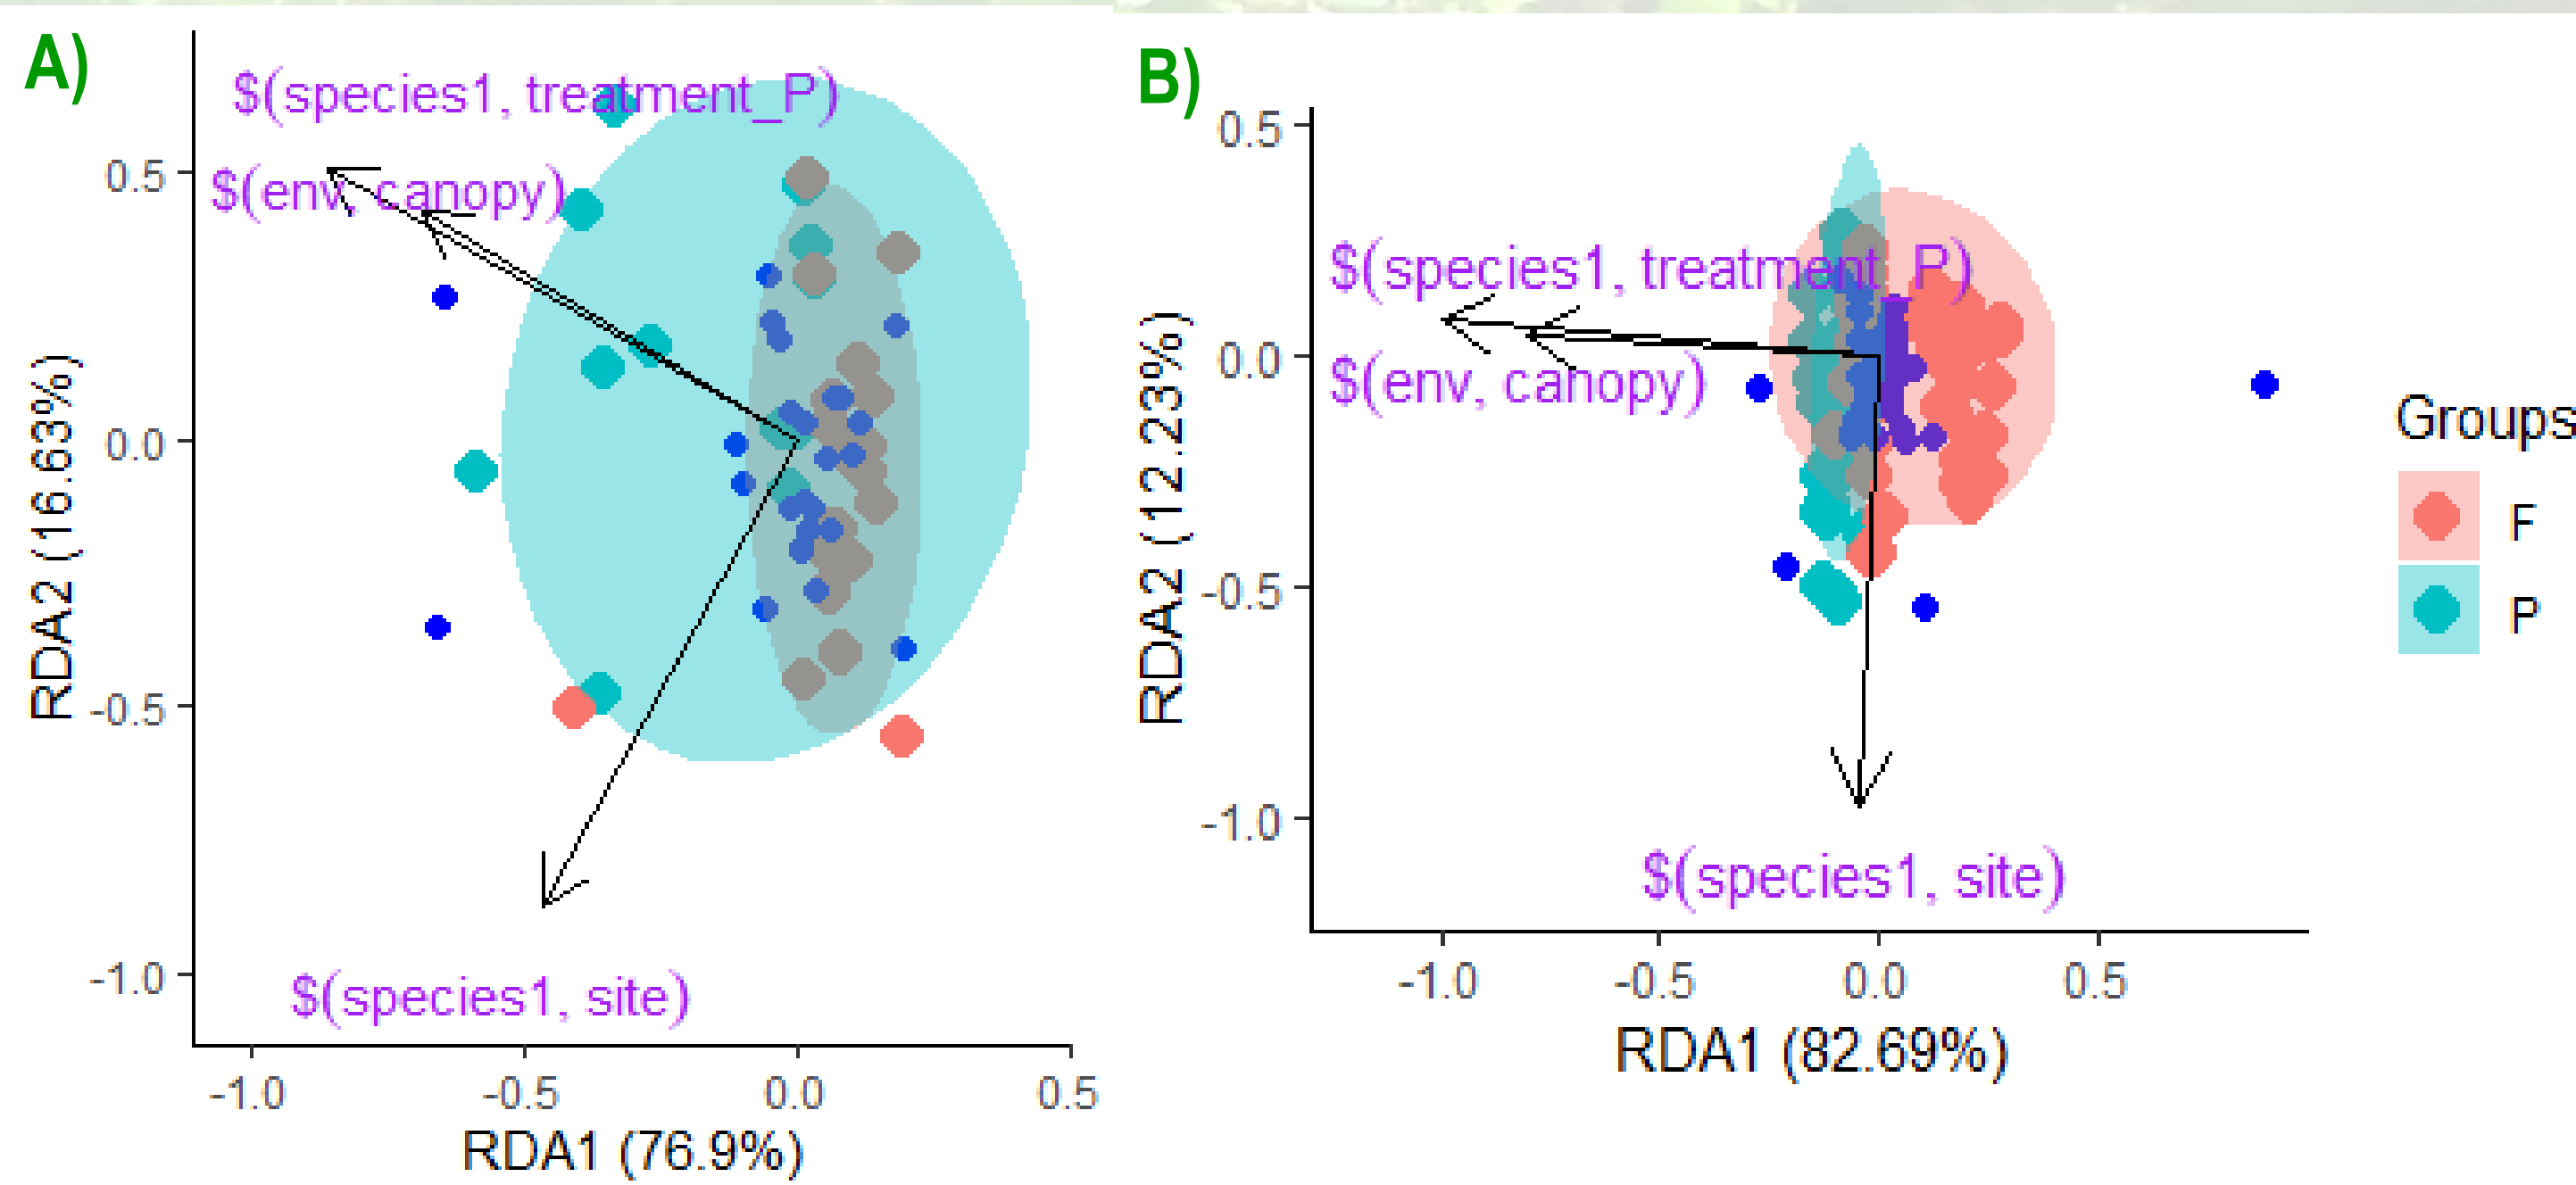 A)
$(species1, treatment_P)
$(env, canopy)
0.5
0.0
-0.5
-1.0
RDA2 (16.63%)
$(species1, site)
-1.0
-0.5
0.0
0.5
RDA1 (76.9%)
B)
0.5
0.0
-0.5
-1.0
RDA2 (12.23%)
$(species1, treatment_P)
$(env, canopy)
$(species1, site)
-1.0
-0.5
0.0
0.5
RDA1 (82.69%)
Groups
F
P